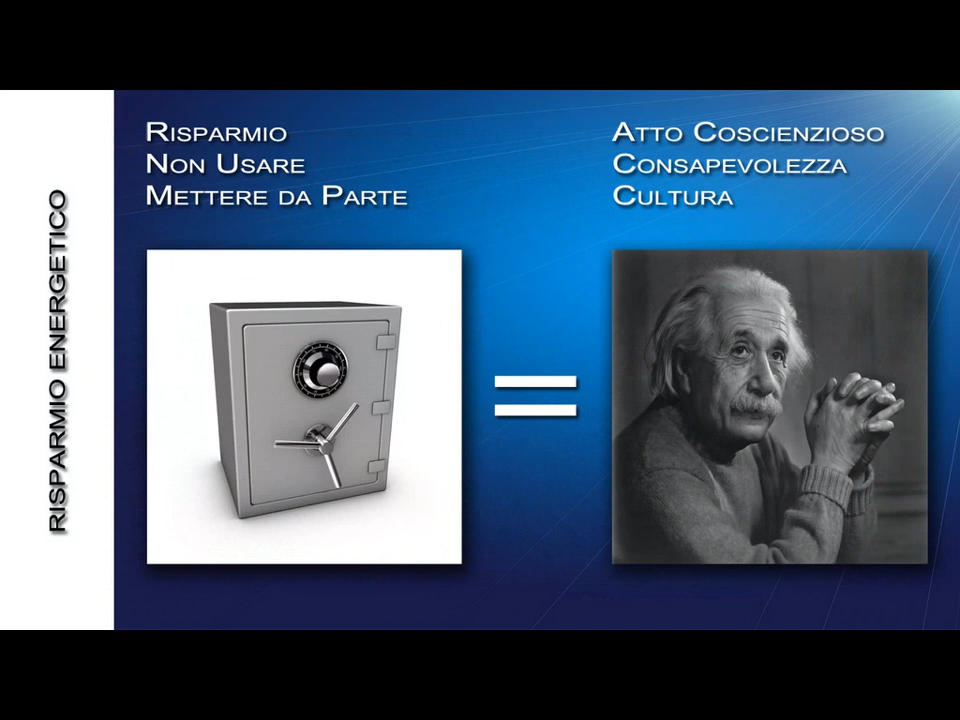 RISPARMIO ENERGETICO
RISPARMIO
NON USARE
METTERE DA PARTE
ATTO COSCIENZIOSO
CONSAPEVOLEZZA
CULTURA